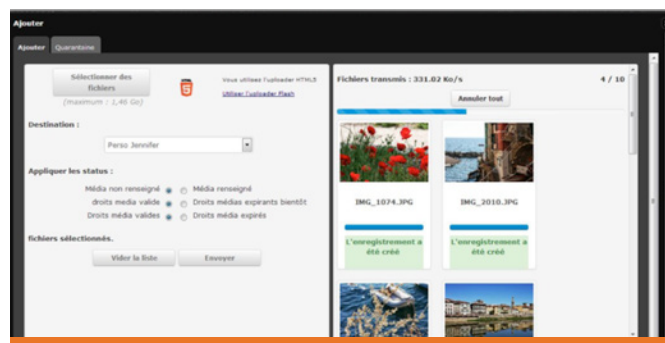 Ajouter
Ajouter Quarantaine
Sélectionner des
fichiers
(maximum : 1,46 Go)
Vous utilisez l'uploader HTML5
Utiliser l'uploader Flash
Destination :
Perso Jennifer
Appliquer les status :
Média non renseigné Média renseigné
droits media valide Droits médias expirants bientôt
Droits média valides Droits média expirés
fichiers sélectionnés.
Vider la liste Envoyer
Fichiers transmis : 331.02 Ko/s 4 / 10
Annuler tout
IMG_1074.JPG IMG_2010.JPG
L'enregistrement a
été créé
L'enregistrement a
été créé